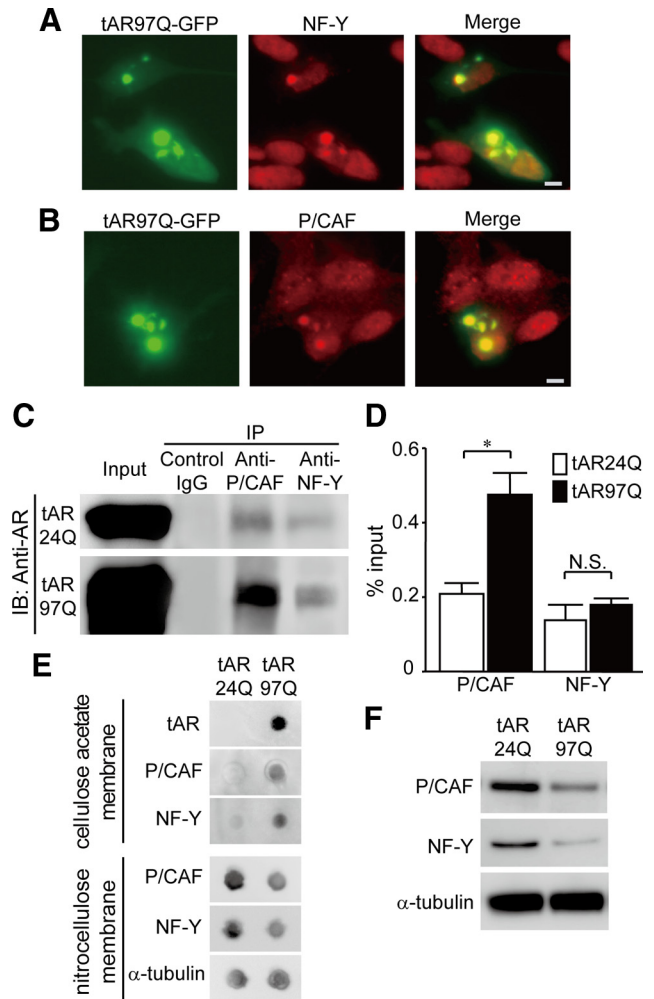 A
tAR97Q-GFP NF-Y Merge
B
tAR97Q-GFP P/CAF Merge
C
IP
Input Control IgG Anti-P/CAF Anti-NF-Y
IB: Anti-AR
tAR 24Q
tAR 97Q
D
0.6
0.4
0.2
0
% input
*
N.S.
tAR24Q
tAR97Q
P/CAF NF-Y
E
tAR 24Q tAR 97Q
cellulose acetate membrane
tAR
P/CAF
NF-Y
nitrocellulose membrane
P/CAF
NF-Y
α-tubulin
F
tAR 24Q tAR 97Q
P/CAF
NF-Y
α-tubulin